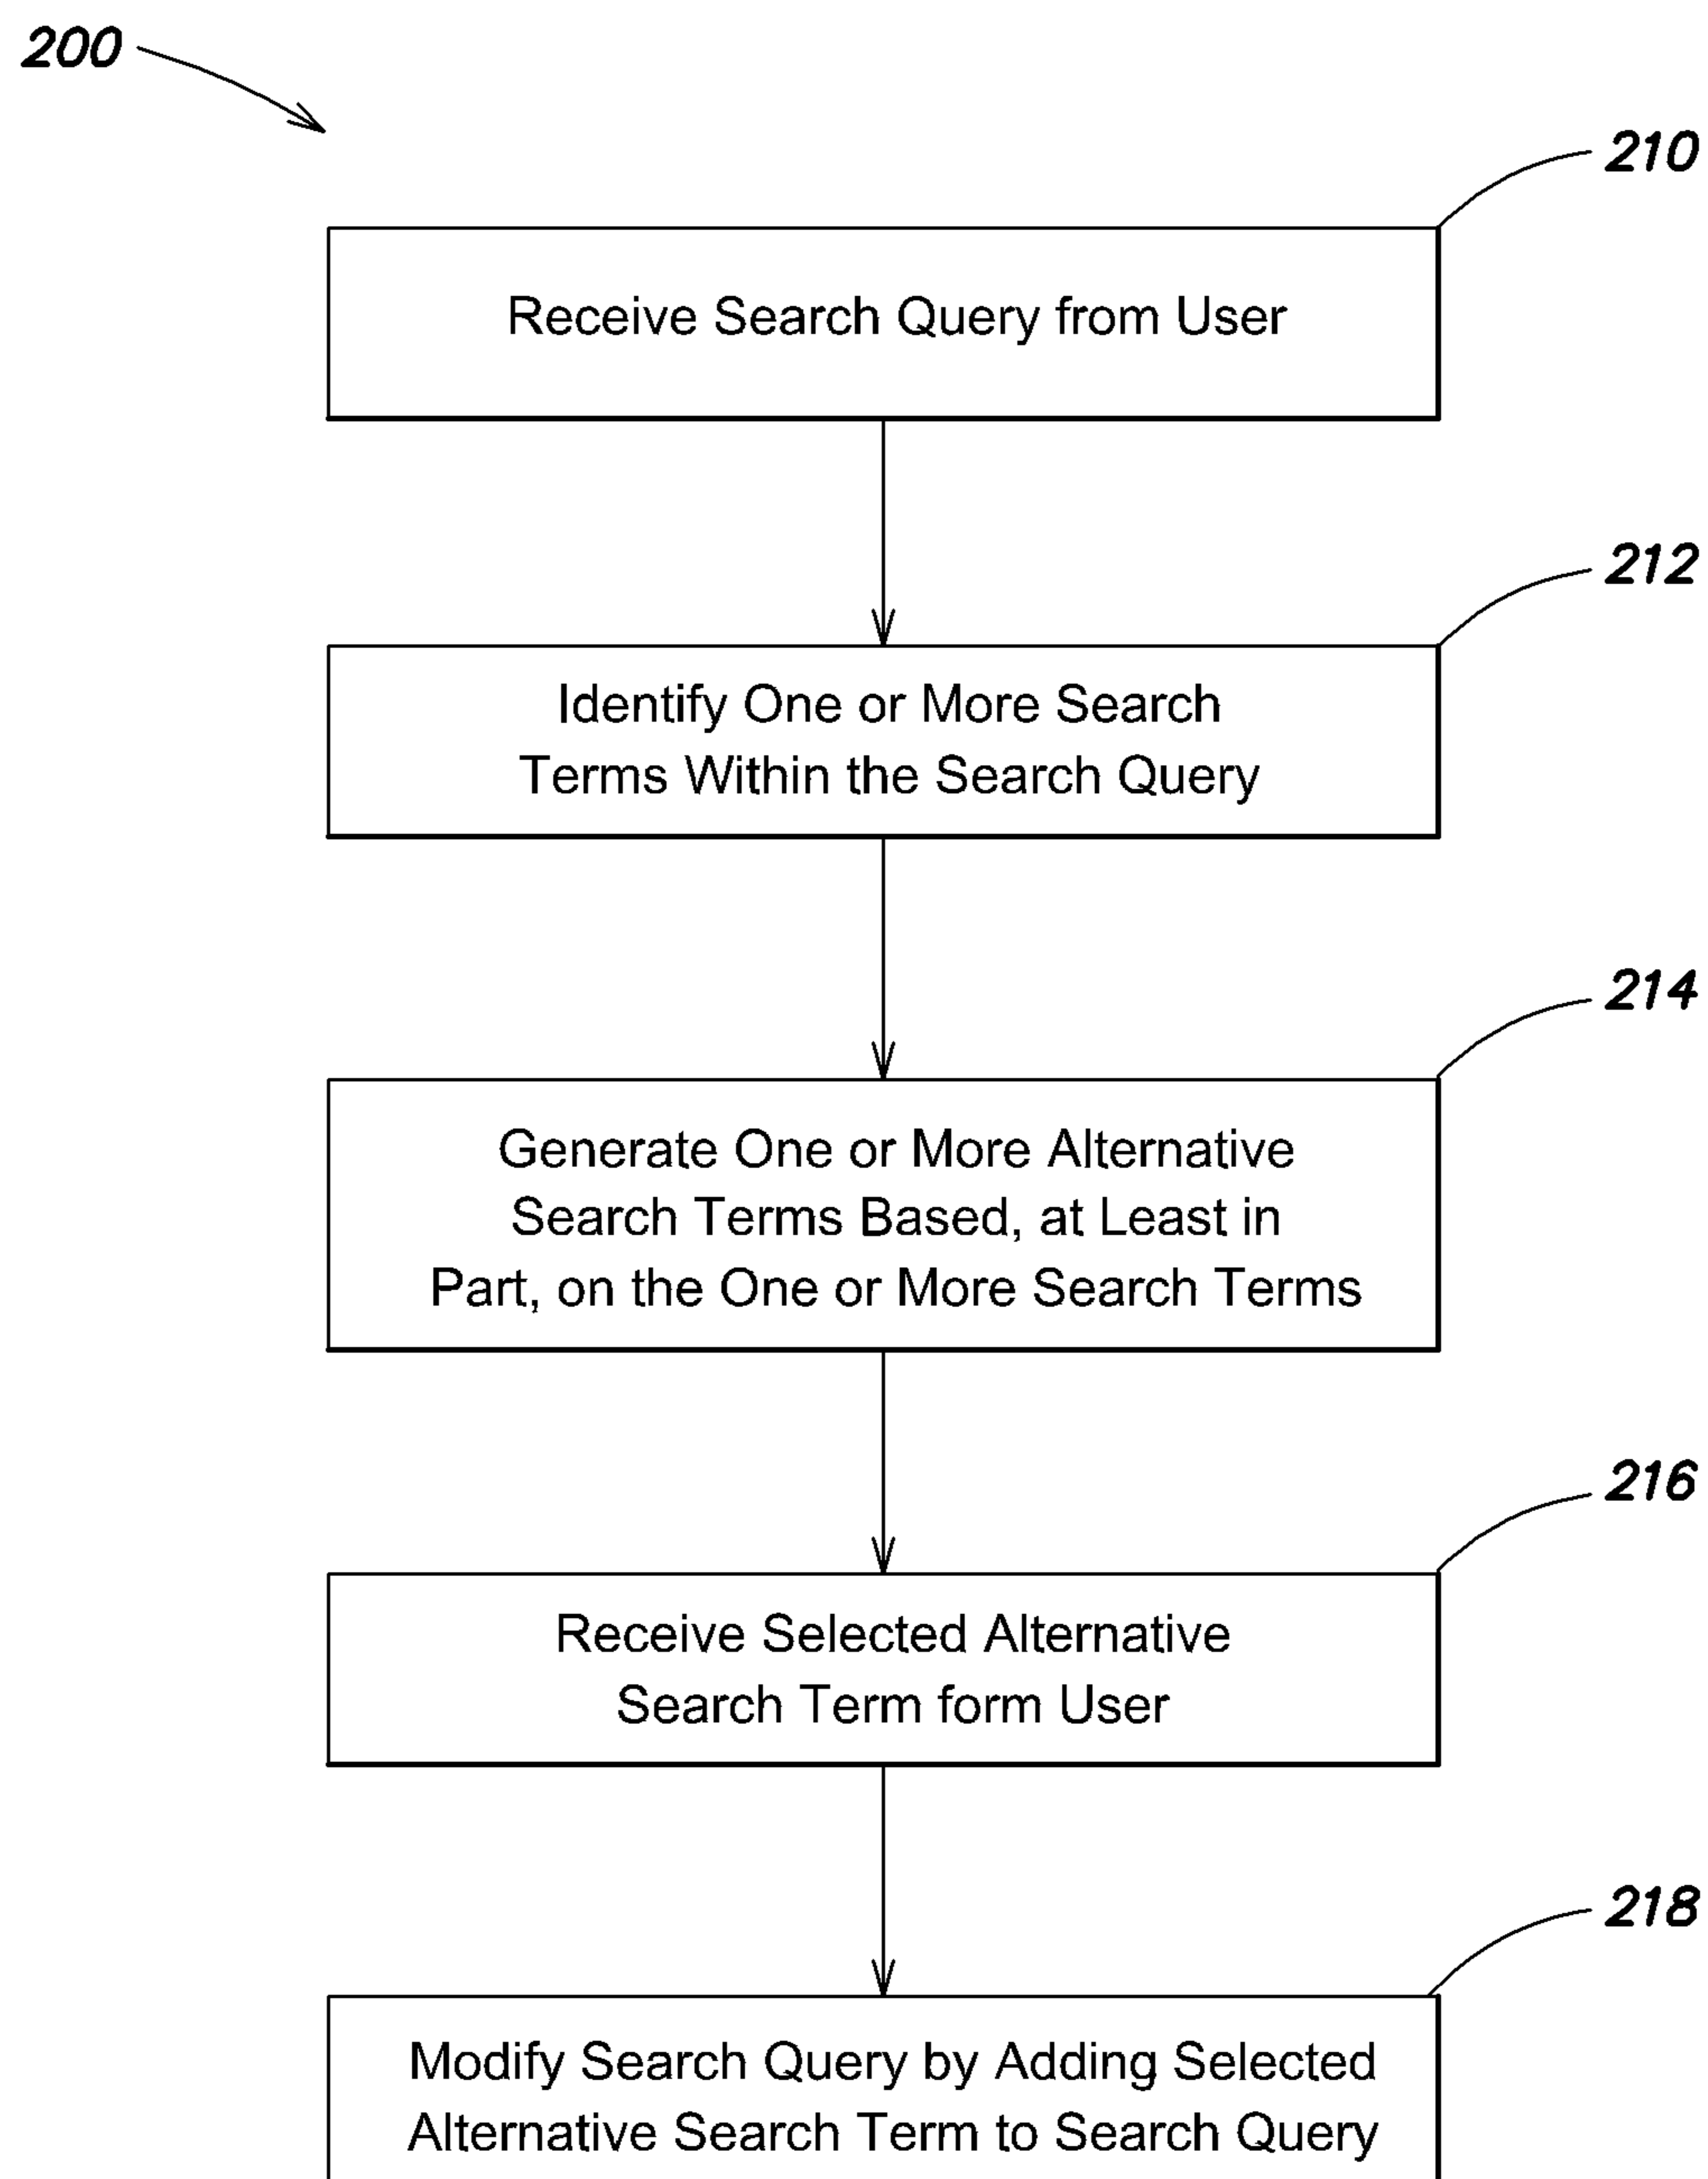 200
210
Receive Search Query from User
212
Identify One or More Search
Terms Within the Search Query
214
Generate One or More Alternative
Search Terms Based, at Least in
Part, on the One or More Search Terms
216
Receive Selected Alternative
Search Term form User
218
Modify Search Query by Adding Selected
Alternative Search Term to Search Query